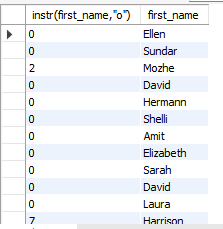 instr(first_name,"o") first_name
0 Ellen
0 Sundar
2 Mozhe
0 David
0 Hermann
0 Shelli
0 Amit
0 Elizabeth
0 Sarah
0 David
0 Laura
7 Harrison